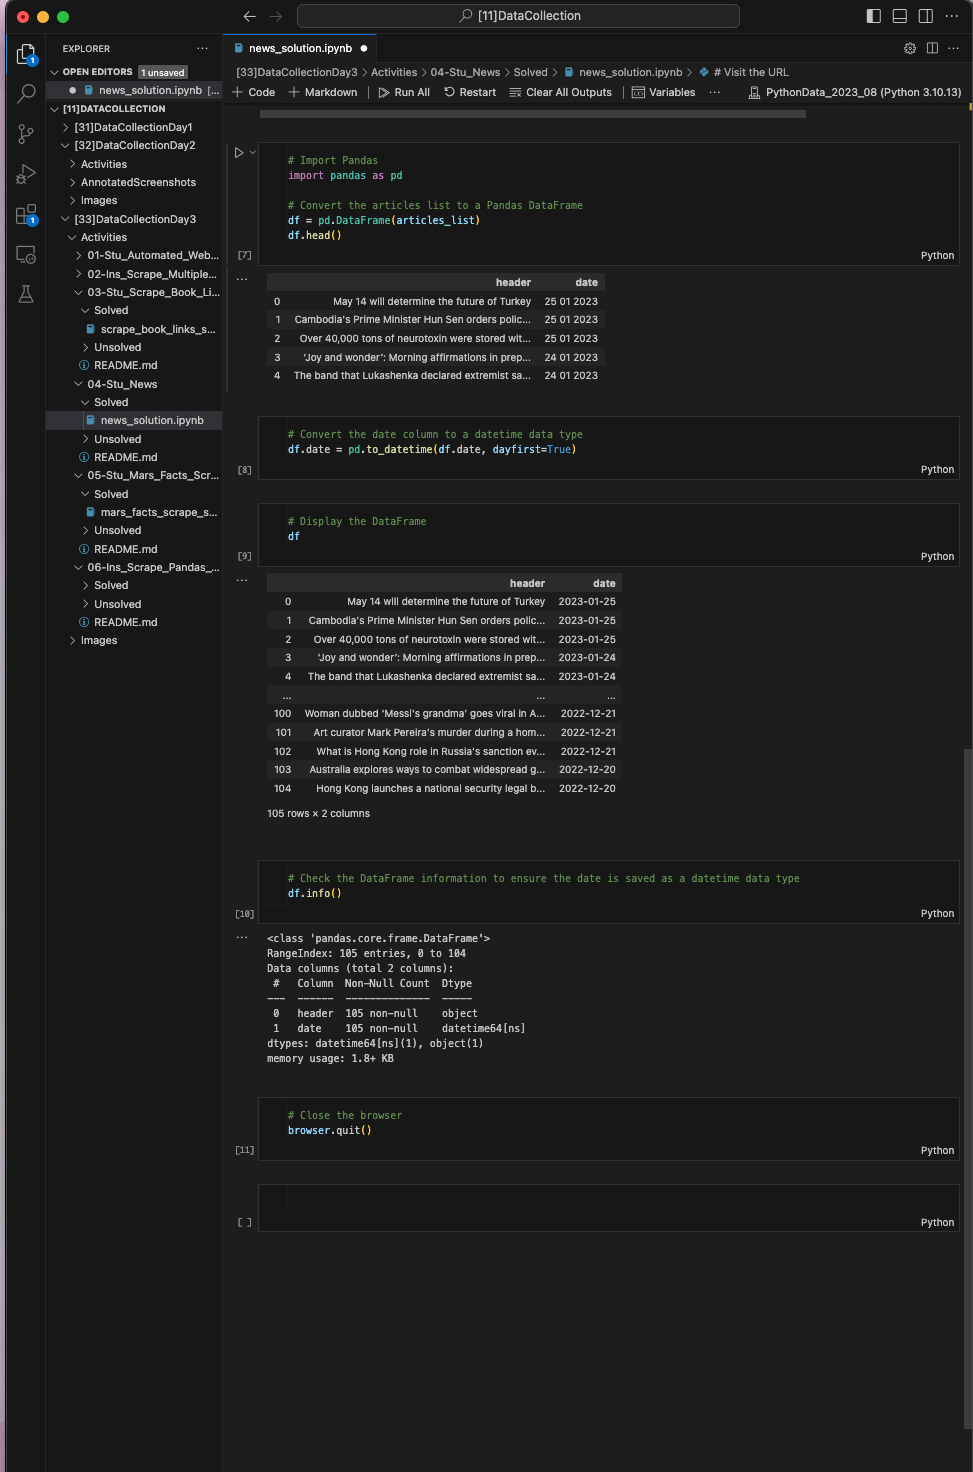 [11]DataCollection
EXPLORER
OPEN EDITORS 1 unsaved
news_solution.ipynb [...
[11]DATACOLLECTION
[31]DataCollectionDay1
[32]DataCollectionDay2
Activities
AnnotatedScreenshots
Images
[33]DataCollectionDay3
Activities
01-Stu_Automated_Web...
02-Ins_Scrape_Multiple...
03-Stu_Scrape_Book_Li...
Solved
scrape_book_links_s...
Unsolved
README.md
04-Stu_News
Solved
news_solution.ipynb
Unsolved
README.md
05-Stu_Mars_Facts_Scr...
Solved
mars_facts_scrape_s...
Unsolved
README.md
06-Ins_Scrape_Pandas_...
Solved
Unsolved
README.md
Images
1
1
news_solution.ipynb
[33]DataCollectionDay3 > Activities > 04-Stu_News > Solved > news_solution.ipynb > # Visit the URL
+ Code + Markdown | Run All Restart Clear All Outputs | Variables ... PythonData_2023_08 (Python 3.10.13)
# Import Pandas
import pandas as pd
# Convert the articles list to a Pandas DataFrame
df = pd.DataFrame(articles_list)
df.head()
[7] Python
header date
0 May 14 will determine the future of Turkey 25 01 2023
1 Cambodia's Prime Minister Hun Sen orders polic... 25 01 2023
2 Over 40,000 tons of neurotoxin were stored wit... 25 01 2023
3 ‘Joy and wonder’: Morning affirmations in prep... 24 01 2023
4 The band that Lukashenka declared extremist sa... 24 01 2023
# Convert the date column to a datetime data type
df.date = pd.to_datetime(df.date, dayfirst=True)
[8] Python
# Display the DataFrame
df
[9] Python
header date
0 May 14 will determine the future of Turkey 2023-01-25
1 Cambodia's Prime Minister Hun Sen orders polic... 2023-01-25
2 Over 40,000 tons of neurotoxin were stored wit... 2023-01-25
3 ‘Joy and wonder’: Morning affirmations in prep... 2023-01-24
4 The band that Lukashenka declared extremist sa... 2023-01-24
... ... ...
100 Woman dubbed ‘Messi's grandma’ goes viral in A... 2022-12-21
101 Art curator Mark Pereira's murder during a hom... 2022-12-21
102 What is Hong Kong role in Russia's sanction ev... 2022-12-21
103 Australia explores ways to combat widespread g... 2022-12-20
104 Hong Kong launches a national security legal b... 2022-12-20
105 rows × 2 columns
# Check the DataFrame information to ensure the date is saved as a datetime data type
df.info()
[10] Python
<class 'pandas.core.frame.DataFrame'>
RangeIndex: 105 entries, 0 to 104
Data columns (total 2 columns):
# Column Non-Null Count Dtype
--- ------ -------------- -----
0 header 105 non-null object
1 date 105 non-null datetime64[ns]
dtypes: datetime64[ns](1), object(1)
memory usage: 1.8+ KB
# Close the browser
browser.quit()
[11] Python
[ ] Python